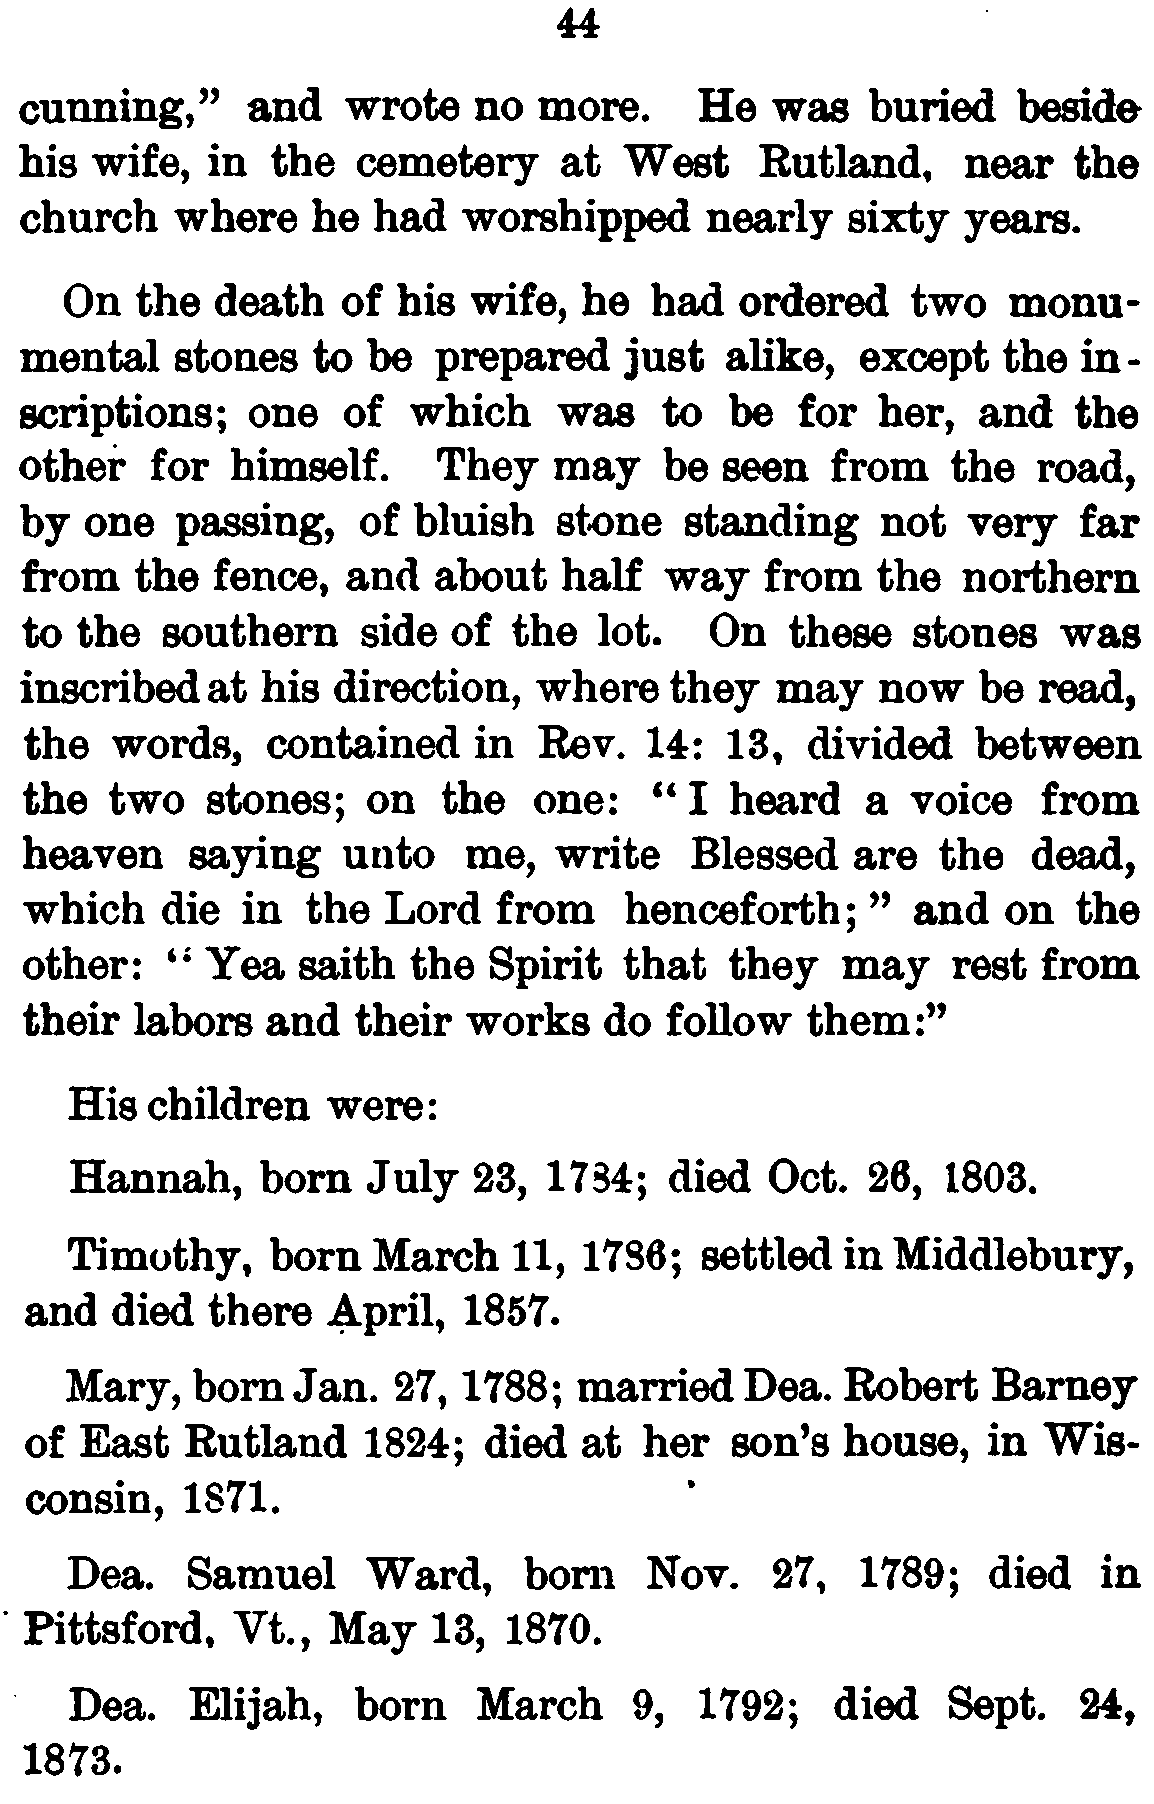 44
cunning,” and wrote no more. He was buried beside
his wife, in the cemetery at West Rutland, near the
church where he had worshipped nearly sixty years.
On the death of his wife, he had ordered two monu-
mental stones to be prepared just alike, except the in-
scriptions; one of which was to be for her, and the
other for himself. They may be seen from the road,
by one passing, of bluish stone standing not very far
from the fence, and about half way from the northern
to the southern side of the lot. On these stones was
inscribed at his direction, where they may now be read,
the words, contained in Rev. 14: 13, divided between
the two stones; on the one: “ I heard a voice from
heaven saying unto me, write Blessed are the dead,
which die in the Lord from henceforth; ” and on the
other: “ Yea saith the Spirit that they may rest from
their labors and their works do follow them:”
His children were:
Hannah, born July 23, 1784; died Oct. 26, 1803.
Timothy, born March 11, 1786; settled in Middlebury,
and died there April, 1857.
Mary, born Jan. 27, 1788; married Dea. Robert Barney
of East Rutland 1824; died at her son’s house, in Wis-
consin, 1871.
Dea. Samuel Ward, born Nov. 27, 1789; died in
Pittsford, Vt., May 13, 1870.
Dea. Elijah, born March 9, 1792; died Sept. 24,
1873.